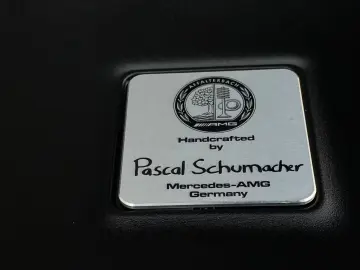 AFFALTERBACH
AMG
Handcrafted
by
Pascal Schumacher
Mercedes-AMG
Germany